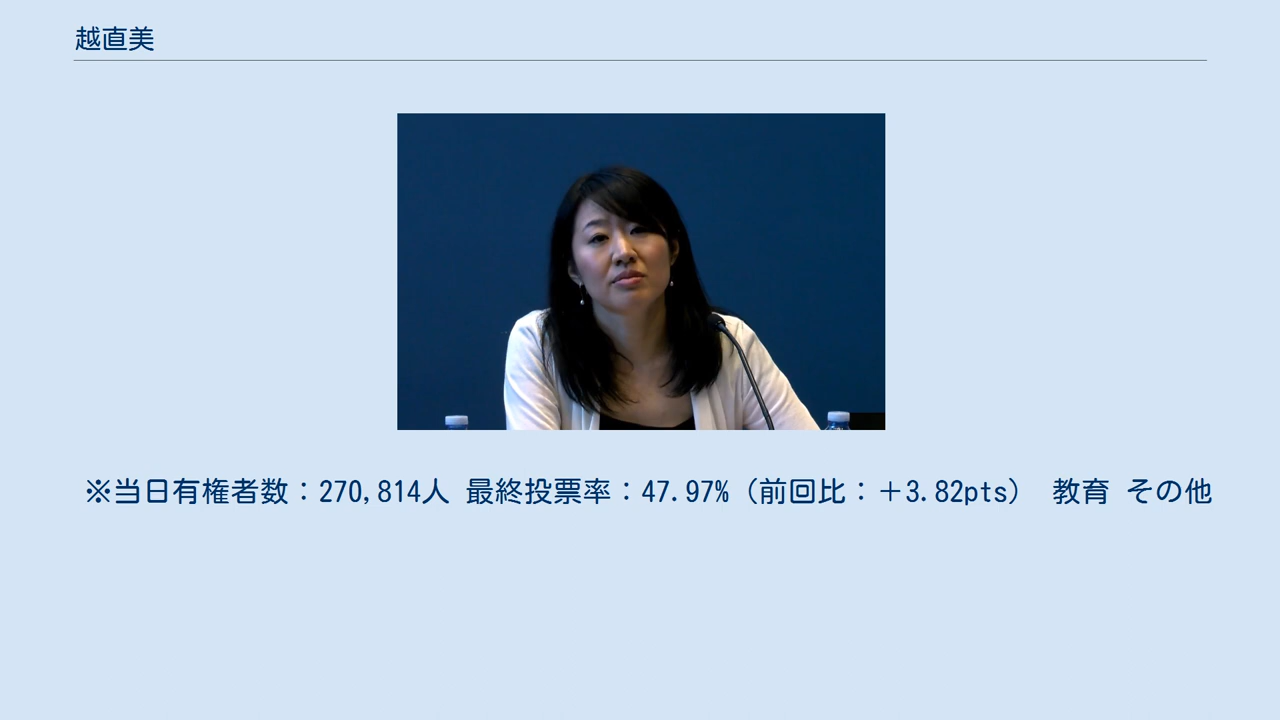 越直美
※当日有権者数：270,814人 最終投票率：47.97%（前回比：＋3.82pts） 教育 その他